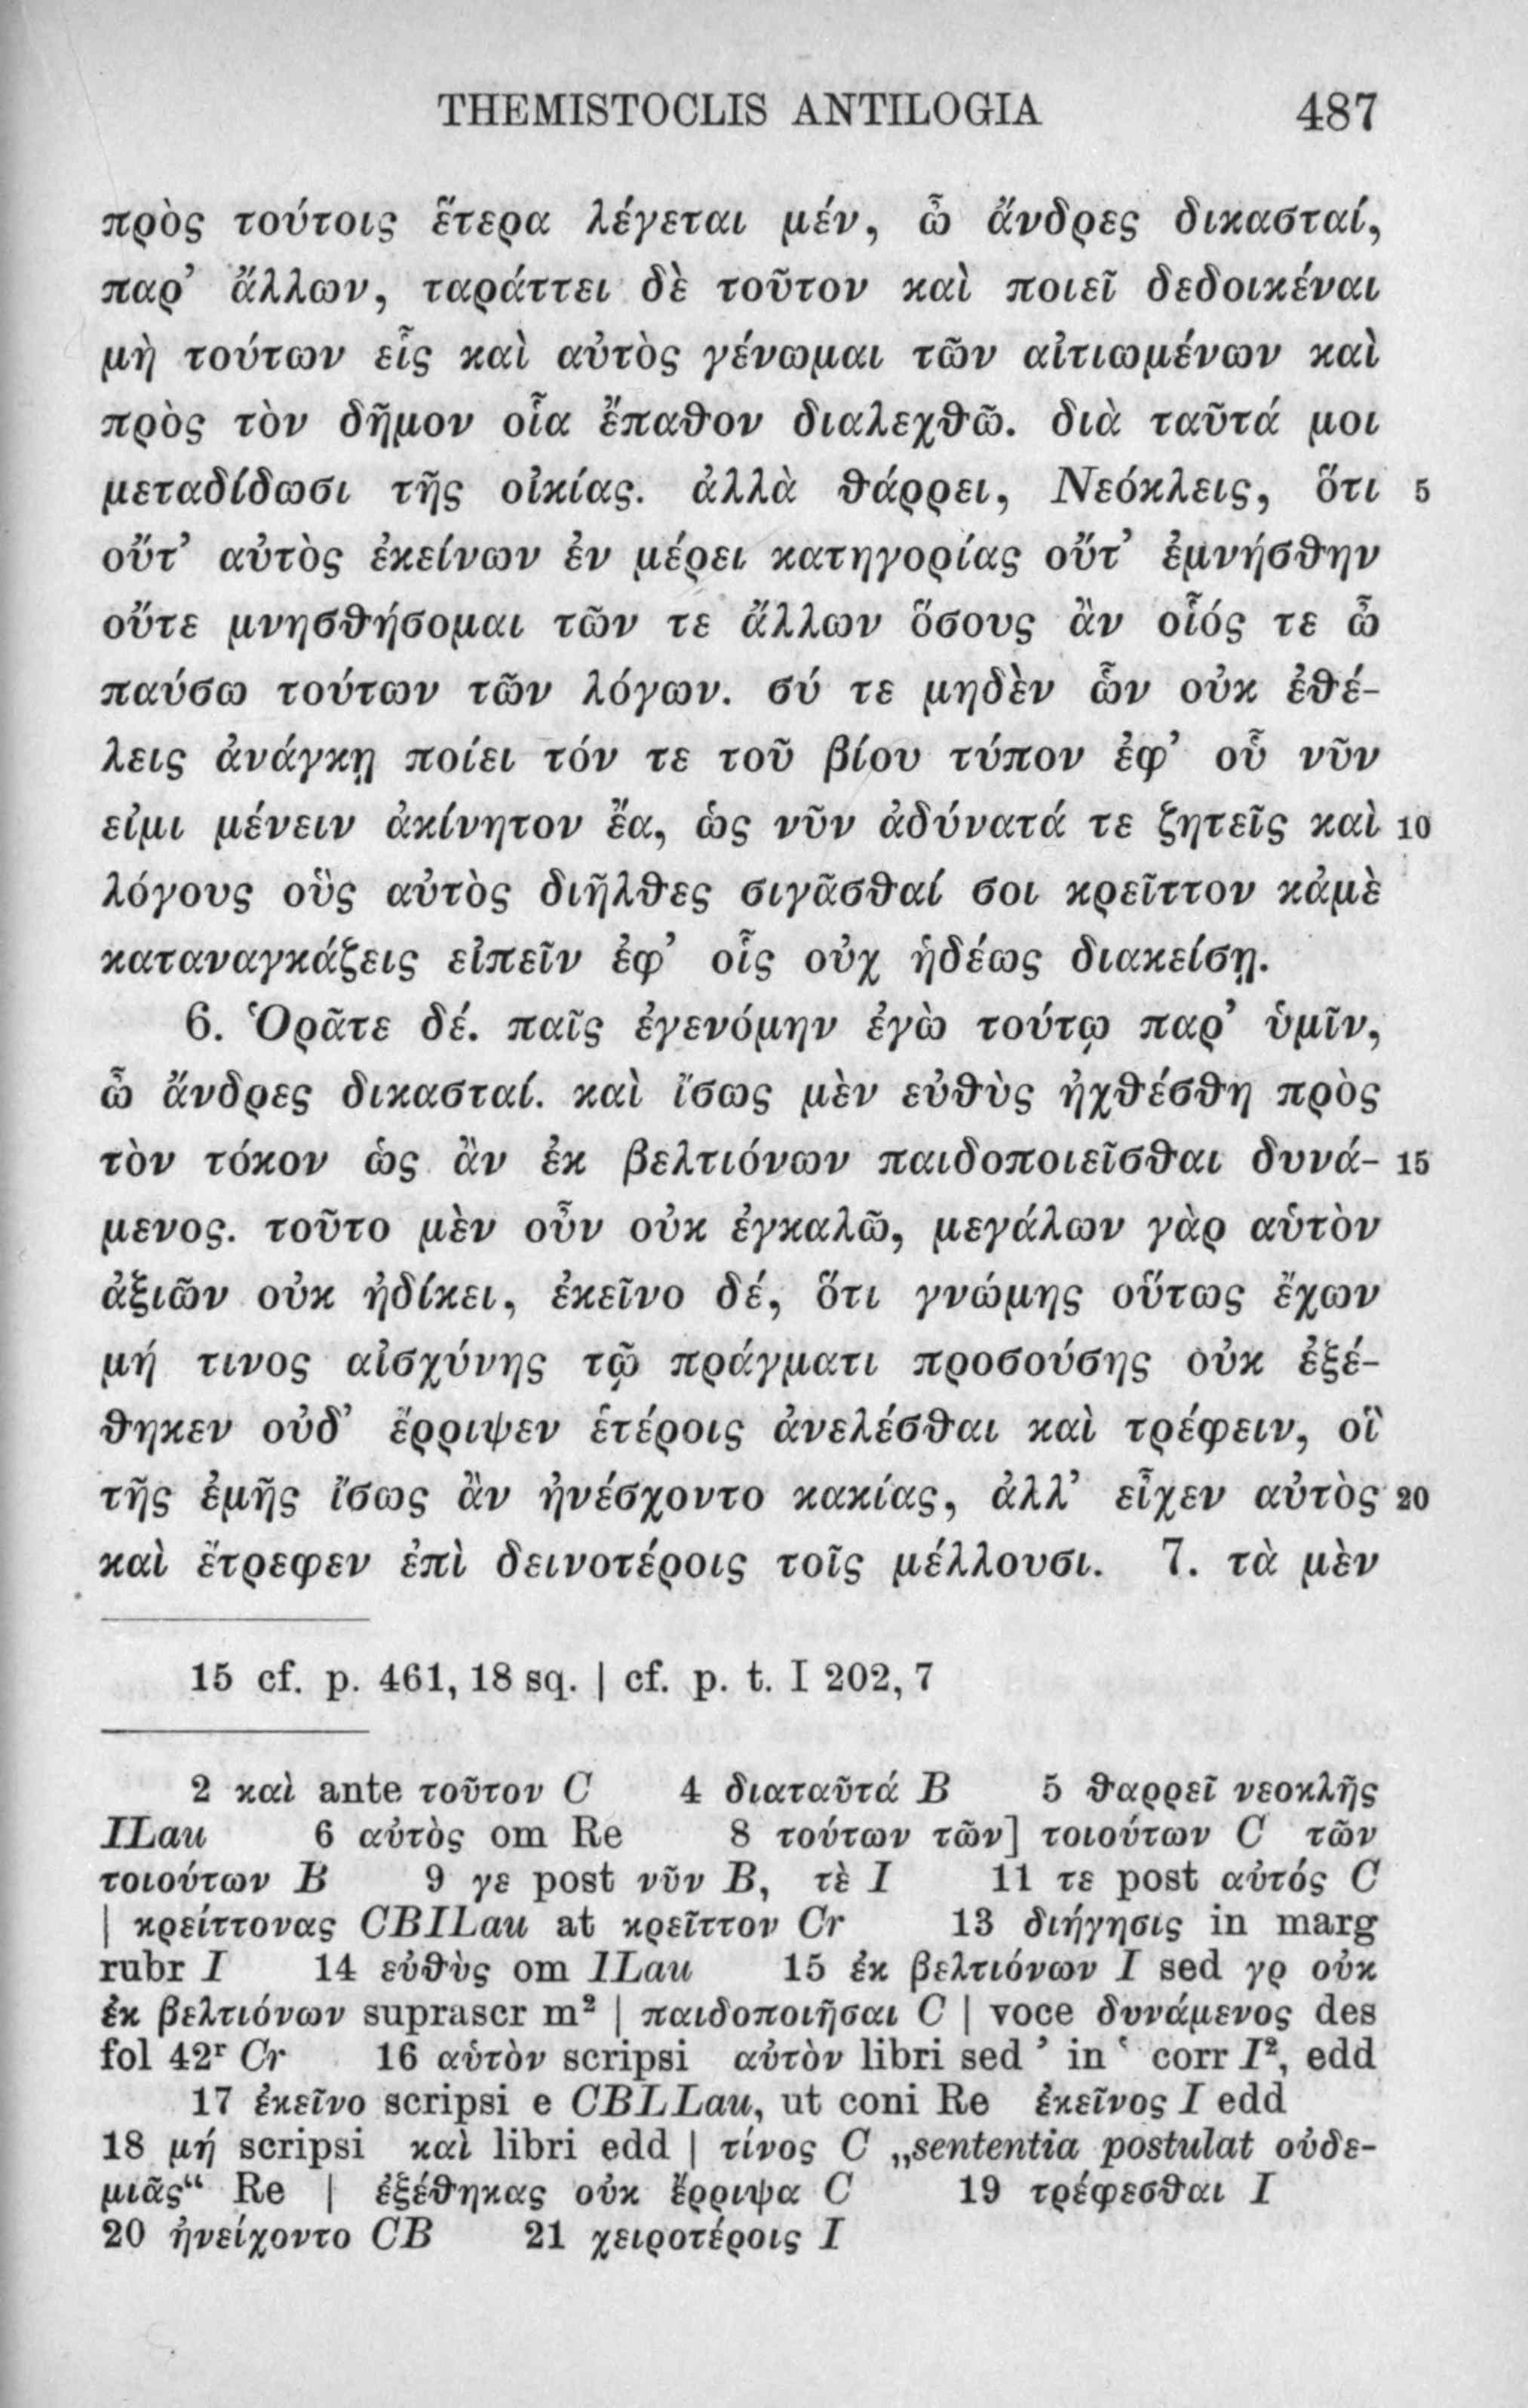 THEMISTOCLIS ANTILOGIA 487
πρὸς τούτοις ἕτερα λέγεται μέν, ὦ ἄνδρες δικασταί,
παρ’ ἄλλων, ταράττει δὲ τοῦτον καὶ ποιεῖ δεδοικέναι
μὴ τούτων εἷς καὶ αὐτὸς γένωμαι τῶν αἰτιωμένων καὶ
πρὸς τὸν δῆμον οἷα ἔπαθον διαλεχθῶ. διὰ ταῦτά μοι
μεταδίδωσι τῆς οἰκίας. ἀλλὰ θάρρει, Νεόκλεις, ὅτι 5
οὔτ’ αὐτὸς ἐκείνων ἐν μέρει κατηγορίας οὔτ’ ἐμνήσθην
οὔτε μνησθήσομαι τῶν τε ἄλλων ὅσους ἂν οἷός τε ὦ
παύσω τούτων τῶν λόγων. σύ τε μηδὲν ὧν οὐκ ἐθέ-
λεις ἀνάγκῃ ποίει τόν τε τοῦ βίου τύπον ἐφ’ οὗ νῦν
εἰμι μένειν ἀκίνητον ἔα, ὡς νῦν ἀδύνατά τε ζητεῖς καὶ 10
λόγους οὓς αὐτὸς διῆλθες σιγᾶσθαί σοι κρεῖττον κἀμὲ
καταναγκάζεις εἰπεῖν ἐφ’ οἷς οὐχ ἡδέως διακείσῃ.
6. Ὁρᾶτε δέ. παῖς ἐγενόμην ἐγὼ τούτῳ παρ’ ὑμῖν,
ὦ ἄνδρες δικασταί. καὶ ἴσως μὲν εὐθὺς ἠχθέσθη πρὸς
τὸν τόκον ὡς ἂν ἐκ βελτιόνων παιδοποιεῖσθαι δυνά- 15
μενος. τοῦτο μὲν οὖν οὐκ ἐγκαλῶ, μεγάλων γὰρ αὑτὸν
ἀξιῶν οὐκ ἠδίκει, ἐκεῖνο δέ, ὅτι γνώμης οὕτως ἔχων
μή τινος αἰσχύνης τῷ πράγματι προσούσης οὐκ ἐξέ-
θηκεν οὐδ’ ἔρριψεν ἑτέροις ἀνελέσθαι καὶ τρέφειν, οἳ
τῆς ἐμῆς ἴσως ἂν ἠνέσχοντο κακίας, ἀλλ’ εἶχεν αὐτὸς 20
καὶ ἔτρεφεν ἐπὶ δεινοτέροις τοῖς μέλλουσι. 7. τὰ μὲν
15 cf. p. 461, 18 sq. | cf. p. t. I 202, 7
2 καὶ ante τοῦτον C 4 διαταῦτά B 5 θαρρεῖ νεοκλῆς
ILau 6 αὐτὸς om Re 8 τούτων τῶν] τοιούτων C τῶν
τοιούτων B 9 γε post νῦν B, τὲ I 11 τε post αὐτός C
| κρείττονας CBILau at κρεῖττον Cr 13 διήγησις in marg
rubr I 14 εὐθὺς om ILau 15 ἐκ βελτιόνων I sed γρ οὐκ
ἐκ βελτιόνων suprascr m² | παιδοποιῆσαι C | voce δυνάμενος des
fol 42ʳ Cr 16 αὑτὸν scripsi αὐτὸν libri sed ’ in ‘ corr I², edd
17 ἐκεῖνο scripsi e CBLLau, ut coni Re ἐκεῖνος I edd
18 μή scripsi καὶ libri edd | τίνος C „sententia postulat οὐδε-
μιᾶς“ Re | ἐξέθηκας οὐκ ἔρριψα C 19 τρέφεσθαι I
20 ἠνείχοντο CB 21 χειροτέροις I